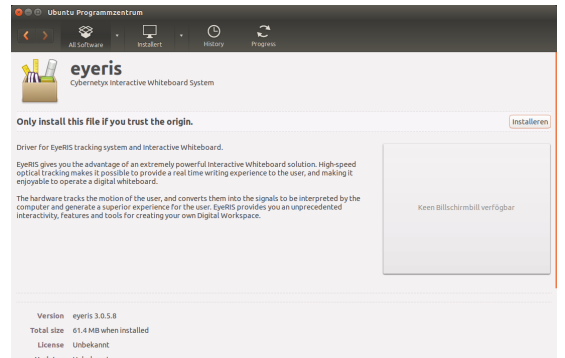 Ubuntu Programmzentrum
All Software
Installert
History
Progress
eyeris
Cybernetyx Interactive Whiteboard System
Only install this file if you trust the origin.
Installeren
Driver for EyeRIS tracking system and Interactive Whiteboard.
EyeRIS gives you the advantage of an extremely powerful Interactive Whiteboard solution. High-speed
optical tracking makes it possible to provide a real time writing experience to the user, and making it
enjoyable to operate a digital whiteboard.
The hardware tracks the motion of the user, and converts them into the signals to be interpreted by the
computer and generate a superior experience for the user. EyeRIS provides you an unprecedented
interactivity, features and tools for creating your own Digital Workspace.
Keen Billschirmbill verfögbar
Version eyeris 3.0.5.8
Total size 61.4 MB when installed
License Unbekannt